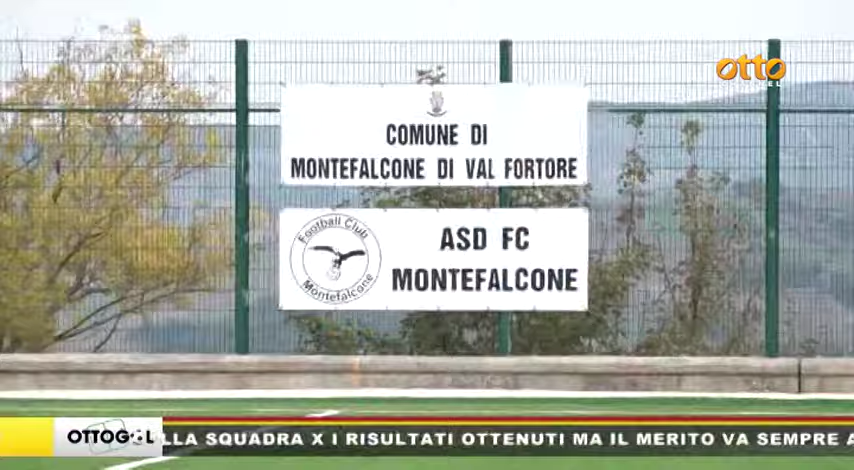 otto
COMUNE DI
MONTEFALCONE DI VAL FORTORE
Football Club
Montefalcone
ASD FC
MONTEFALCONE
OTTOGOL
LLA SQUADRA X I RISULTATI OTTENUTI MA IL MERITO VA SEMPRE A